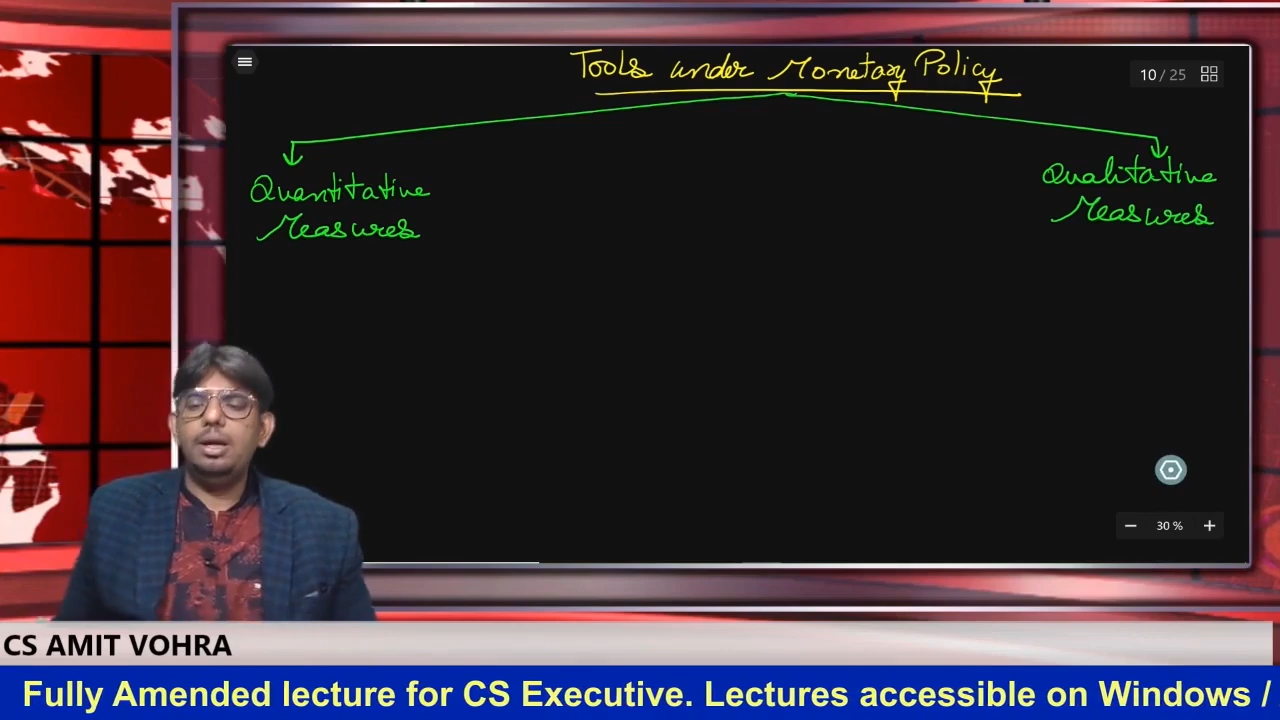 Tools under Monetary Policy
10 / 25
Quantitative
Measures
Qualitative
Measures
30 %
CS AMIT VOHRA
Fully Amended lecture for CS Executive. Lectures accessible on Windows /